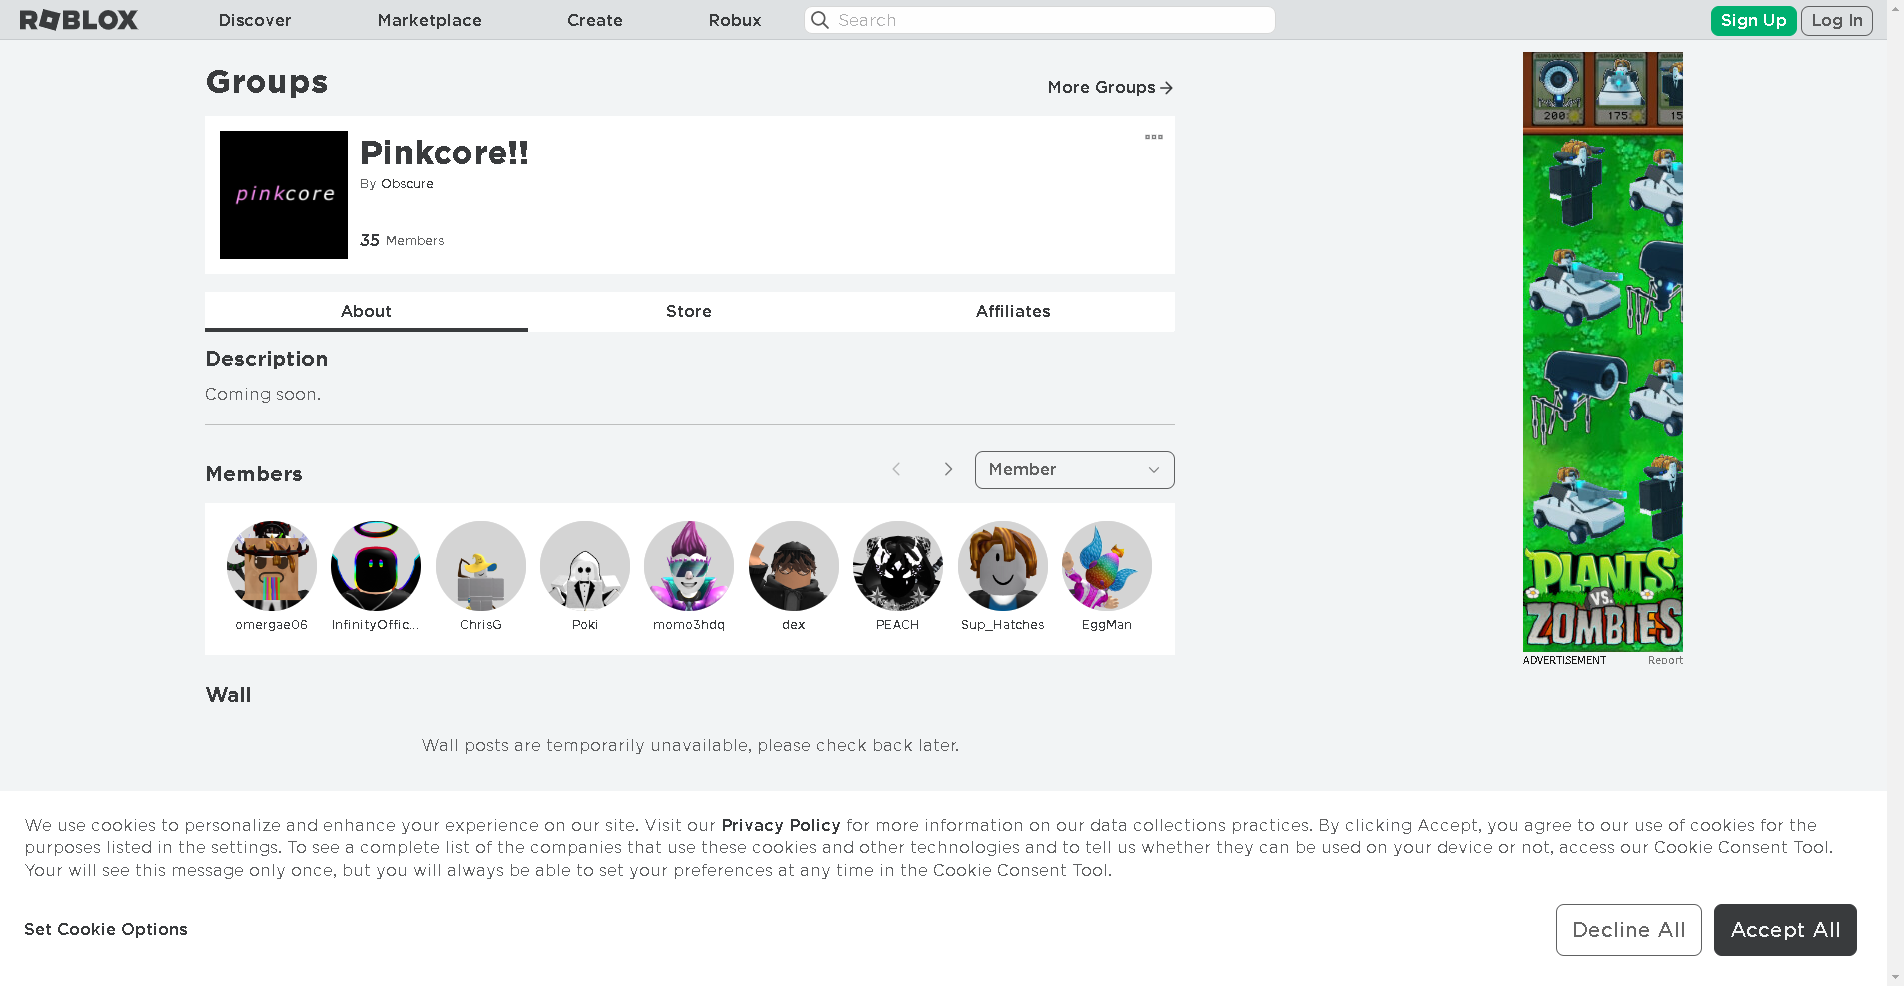 ROBLOX
Discover
Marketplace
Create
Robux
Search
Sign Up
Log In
Groups
More Groups
pinkcore
Pinkcore!!
By Obscure
35 Members
About
Store
Affiliates
Description
Coming soon.
Members
Member
omergae06
InfinityOffic...
ChrisG
Poki
momo3hdq
dex
PEACH
Sup_Hatches
EggMan
Wall
Wall posts are temporarily unavailable, please check back later.
200
175
15
PLANTS
VS.
ZOMBIES
ADVERTISEMENT
Report
We use cookies to personalize and enhance your experience on our site. Visit our Privacy Policy for more information on our data collections practices. By clicking Accept, you agree to our use of cookies for the
purposes listed in the settings. To see a complete list of the companies that use these cookies and other technologies and to tell us whether they can be used on your device or not, access our Cookie Consent Tool.
Your will see this message only once, but you will always be able to set your preferences at any time in the Cookie Consent Tool.
Set Cookie Options
Decline All
Accept All